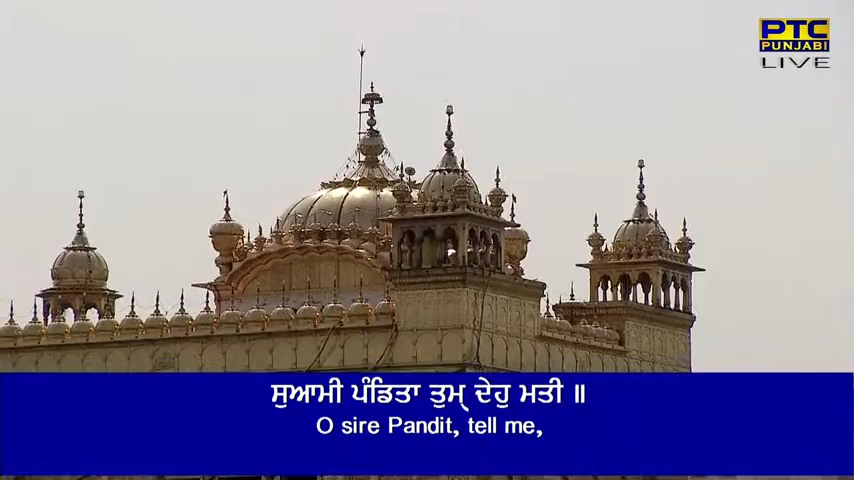 PTC
PUNJABI
LIVE
ਸੁਆਮੀ ਪੰਡਿਤਾ ਤੁਮ੍ ਦੇਹੁ ਮਤੀ ॥
O sire Pandit, tell me,